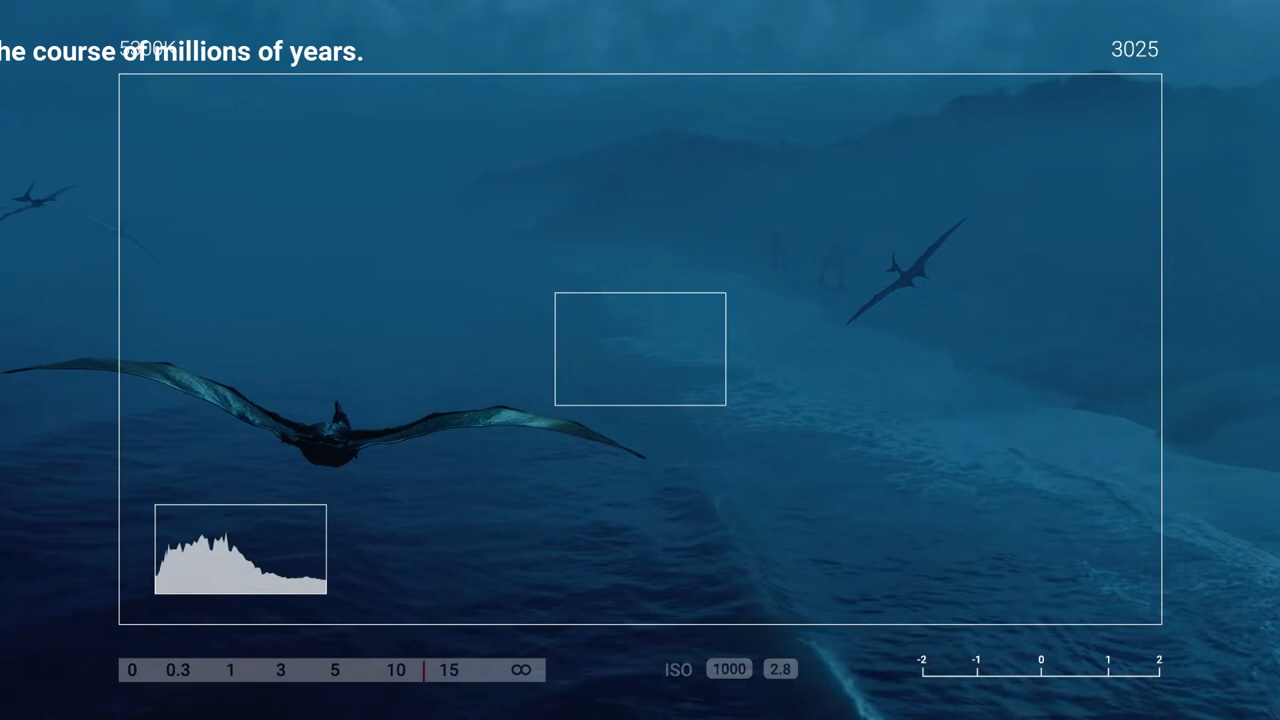 he course of millions of years.
5300K
3025
0 0.3 1 3 5 10 15 ∞
ISO 1000 2.8
-2 -1 0 1 2